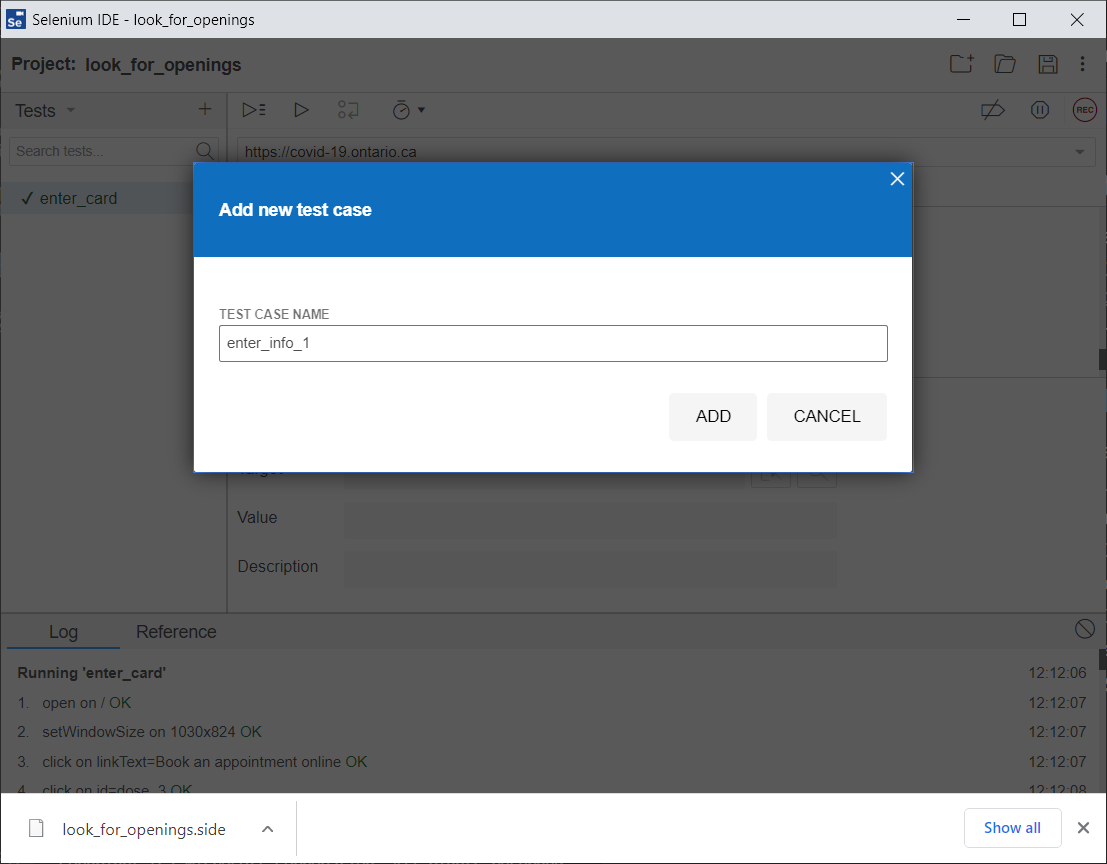 Selenium IDE - look_for_openings
Project: look_for_openings
Tests
REC
Search tests...
https://covid-19.ontario.ca
✓ enter_card
Add new test case
TEST CASE NAME
enter_info_1
ADD CANCEL
Value
Description
Log Reference
Running 'enter_card' 12:12:06
1. open on / OK 12:12:07
2. setWindowSize on 1030x824 OK 12:12:07
3. click on linkText=Book an appointment online OK 12:12:07
4. click on id=dose_3 OK 12:12:08
look_for_openings.side
Show all